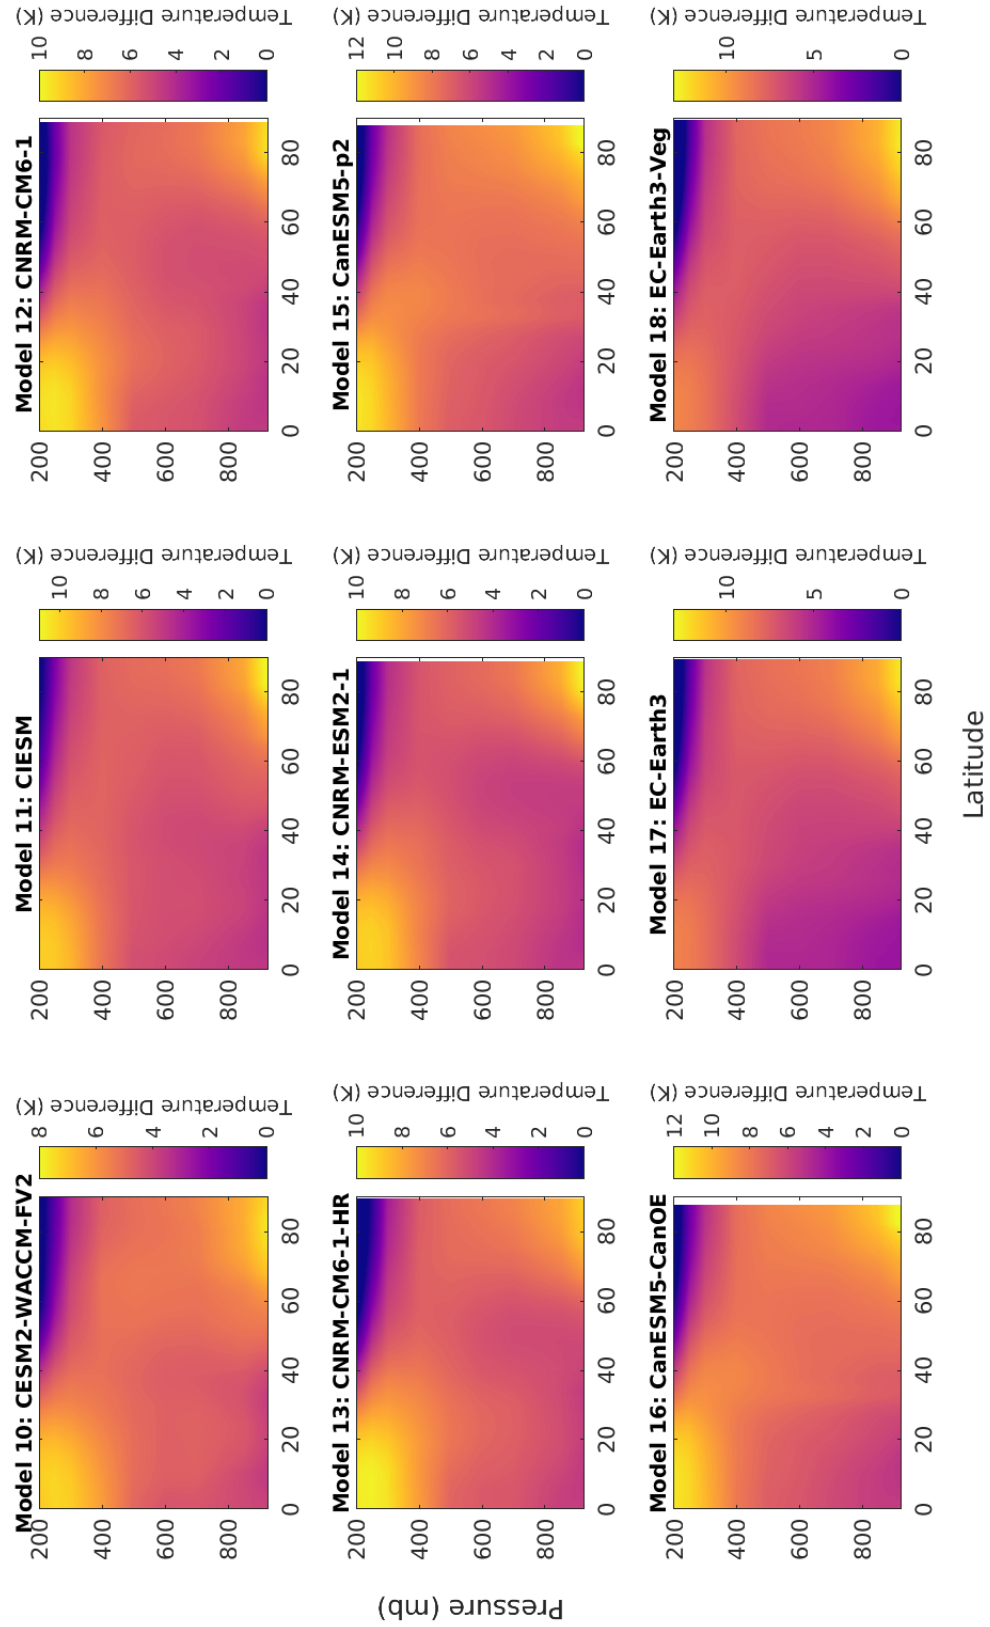 Model 10: CESM2-WACCM-FV2
200
400
600
800
0 20 40 60 80
8
6
4
2
0
Temperature Difference (K)
Model 11: CIESM
200
400
600
800
0 20 40 60 80
10
8
6
4
2
0
Temperature Difference (K)
Model 12: CNRM-CM6-1
200
400
600
800
0 20 40 60 80
10
8
6
4
2
0
Temperature Difference (K)
Model 13: CNRM-CM6-1-HR
200
400
600
800
0 20 40 60 80
10
8
6
4
2
0
Temperature Difference (K)
Model 14: CNRM-ESM2-1
200
400
600
800
0 20 40 60 80
10
8
6
4
2
0
Temperature Difference (K)
Model 15: CanESM5-p2
200
400
600
800
0 20 40 60 80
12
10
8
6
4
2
0
Temperature Difference (K)
Model 16: CanESM5-CanOE
200
400
600
800
0 20 40 60 80
12
10
8
6
4
2
0
Temperature Difference (K)
Model 17: EC-Earth3
200
400
600
800
0 20 40 60 80
10
5
0
Temperature Difference (K)
Model 18: EC-Earth3-Veg
200
400
600
800
0 20 40 60 80
10
5
0
Temperature Difference (K)
Pressure (mb)
Latitude